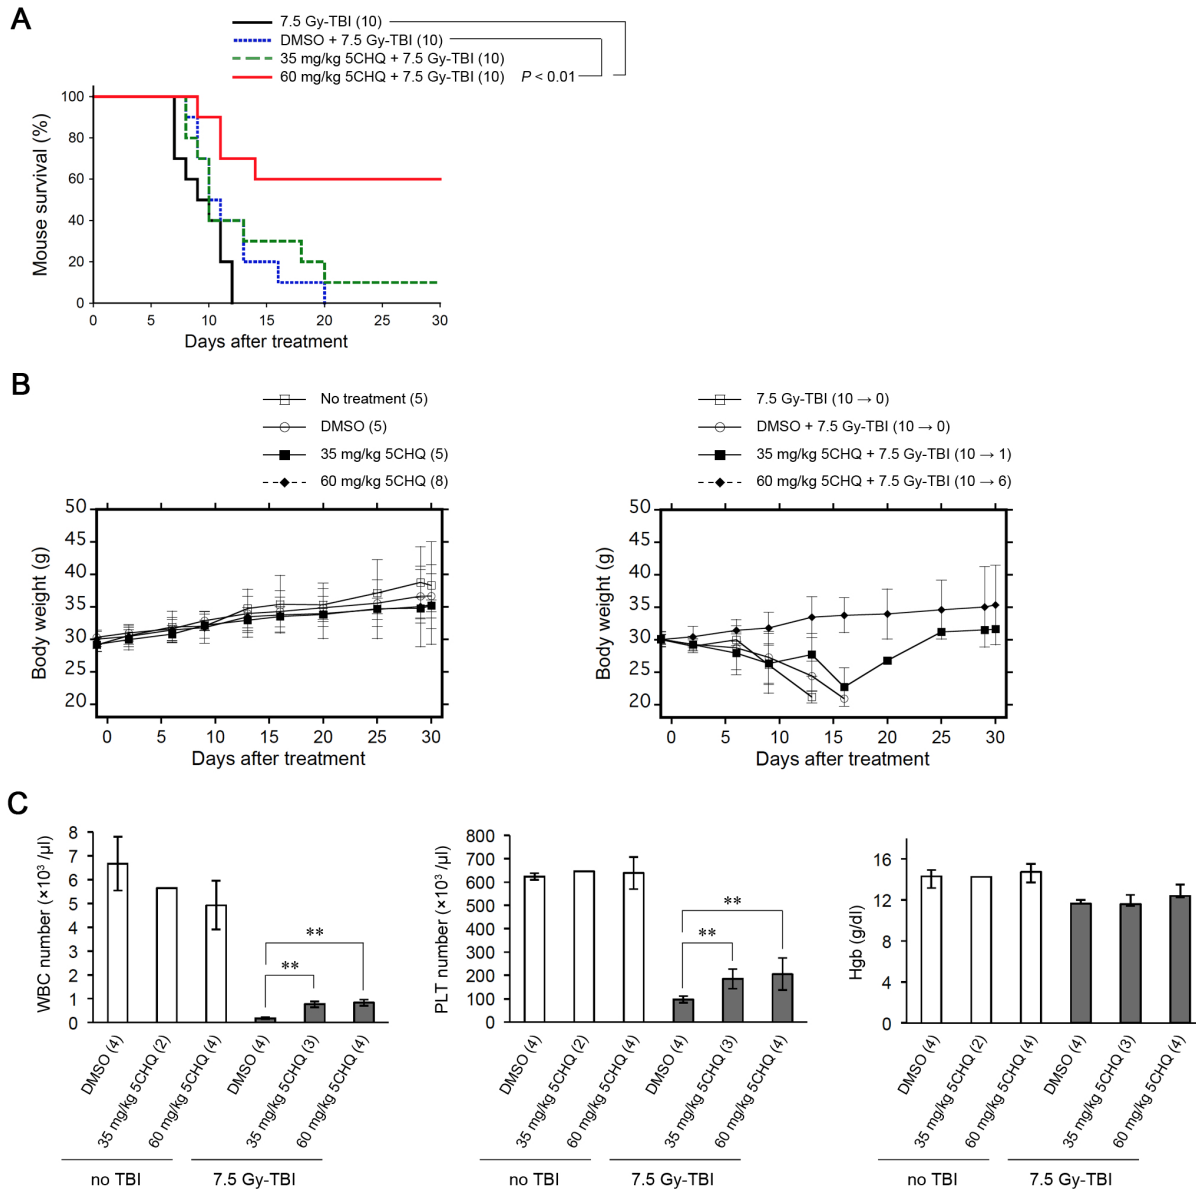 A
7.5 Gy-TBI (10)
DMSO + 7.5 Gy-TBI (10)
35 mg/kg 5CHQ + 7.5 Gy-TBI (10)
60 mg/kg 5CHQ + 7.5 Gy-TBI (10) P < 0.01
Mouse survival (%)
100
80
60
40
20
0
0 5 10 15 20 25 30
Days after treatment
B
No treatment (5)
DMSO (5)
35 mg/kg 5CHQ (5)
60 mg/kg 5CHQ (8)
Body weight (g)
50
45
40
35
30
25
20
0 5 10 15 20 25 30
Days after treatment
7.5 Gy-TBI (10 → 0)
DMSO + 7.5 Gy-TBI (10 → 0)
35 mg/kg 5CHQ + 7.5 Gy-TBI (10 → 1)
60 mg/kg 5CHQ + 7.5 Gy-TBI (10 → 6)
Body weight (g)
50
45
40
35
30
25
20
0 5 10 15 20 25 30
Days after treatment
C
WBC number (×10³ /µl)
8
7
6
5
4
3
2
1
0
**
**
DMSO (4)
35 mg/kg 5CHQ (2)
60 mg/kg 5CHQ (4)
DMSO (4)
35 mg/kg 5CHQ (3)
60 mg/kg 5CHQ (4)
no TBI 7.5 Gy-TBI
PLT number (×10³ /µl)
800
700
600
500
400
300
200
100
0
**
**
DMSO (4)
35 mg/kg 5CHQ (2)
60 mg/kg 5CHQ (4)
DMSO (4)
35 mg/kg 5CHQ (3)
60 mg/kg 5CHQ (4)
no TBI 7.5 Gy-TBI
Hgb (g/dl)
16
12
8
4
0
DMSO (4)
35 mg/kg 5CHQ (2)
60 mg/kg 5CHQ (4)
DMSO (4)
35 mg/kg 5CHQ (3)
60 mg/kg 5CHQ (4)
no TBI 7.5 Gy-TBI